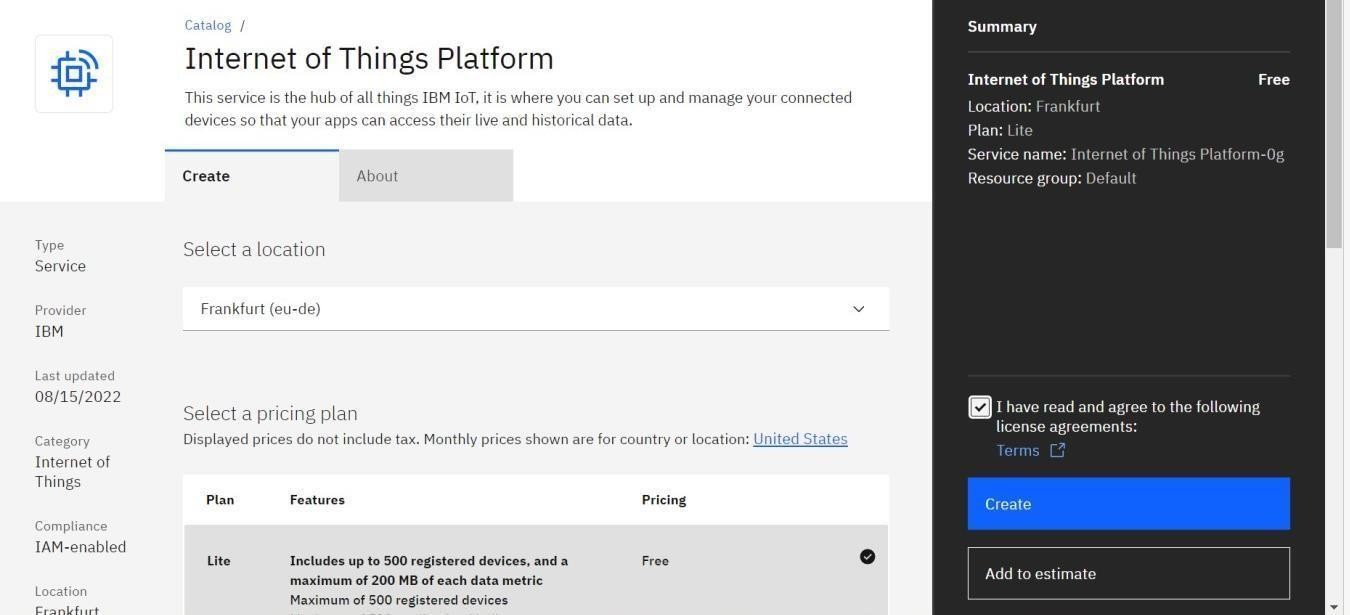 Catalog /
Internet of Things Platform
This service is the hub of all things IBM IoT, it is where you can set up and manage your connected
devices so that your apps can access their live and historical data.
Create
About
Type
Service
Provider
IBM
Last updated
08/15/2022
Category
Internet of
Things
Compliance
IAM-enabled
Location
Frankfurt
Select a location
Frankfurt (eu-de)
Select a pricing plan
Displayed prices do not include tax. Monthly prices shown are for country or location: United States
Plan Features Pricing
Lite Includes up to 500 registered devices, and a Free
maximum of 200 MB of each data metric
Maximum of 500 registered devices
Summary
Internet of Things Platform Free
Location: Frankfurt
Plan: Lite
Service name: Internet of Things Platform-0g
Resource group: Default
I have read and agree to the following
license agreements:
Terms
Create
Add to estimate